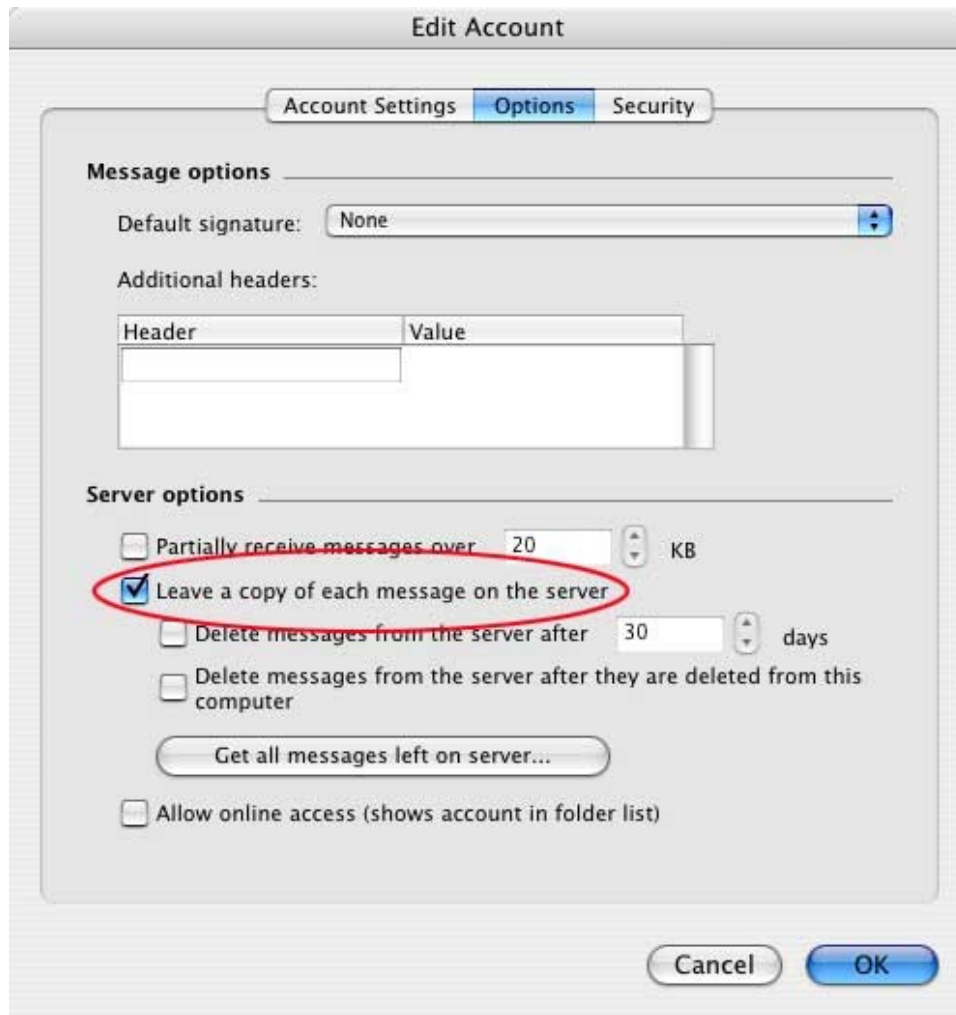 Edit Account
Account Settings Options Security
Message options
Default signature: None
Additional headers:
Header Value
Server options
Partially receive messages over 20 KB
Leave a copy of each message on the server
Delete messages from the server after 30 days
Delete messages from the server after they are deleted from this
computer
Get all messages left on server...
Allow online access (shows account in folder list)
Cancel OK